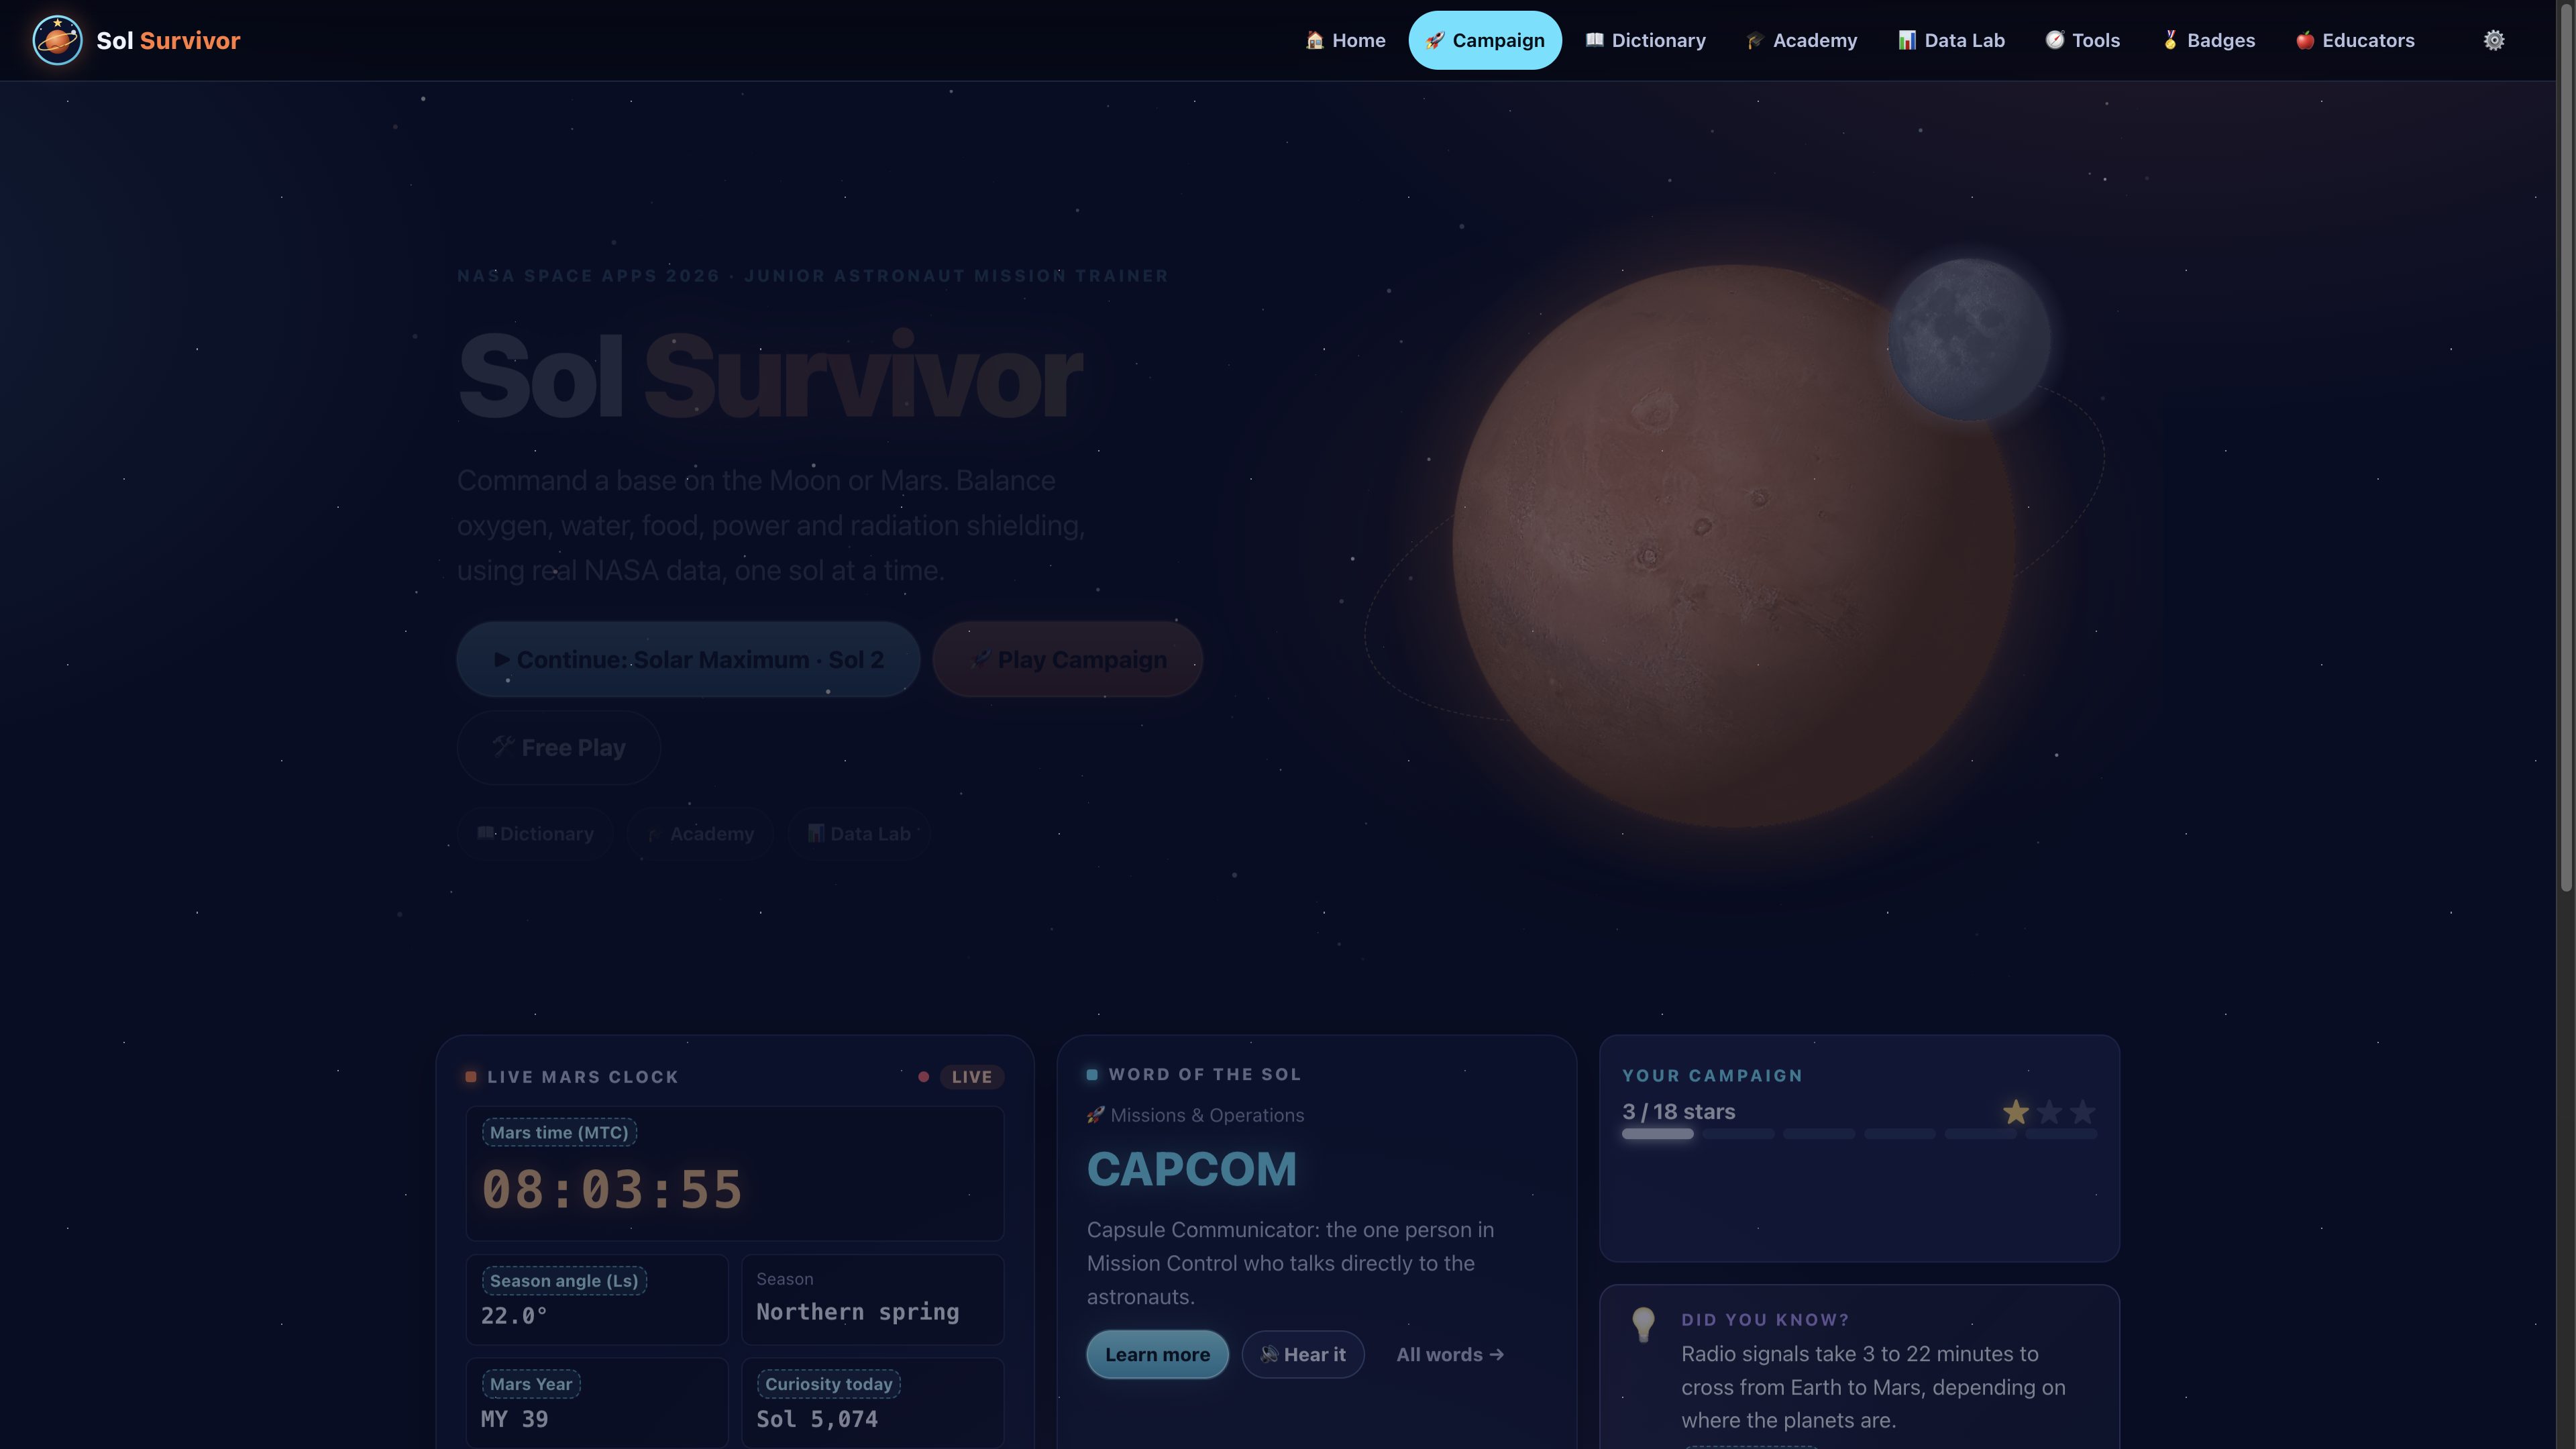 Sol Survivor
🏠 Home
🚀 Campaign
📖 Dictionary
🎓 Academy
📊 Data Lab
🧭 Tools
🏅 Badges
🍎 Educators
NASA SPACE APPS 2026 · JUNIOR ASTRONAUT MISSION TRAINER
Sol Survivor
Command a base on the Moon or Mars. Balance
oxygen, water, food, power and radiation shielding,
using real NASA data, one sol at a time.
▶ Continue: Solar Maximum · Sol 2
🚀 Play Campaign
🛠 Free Play
📖 Dictionary
🎓 Academy
📊 Data Lab
LIVE MARS CLOCK
LIVE
Mars time (MTC)
08:03:55
Season angle (Ls)
22.0°
Season
Northern spring
Mars Year
MY 39
Curiosity today
Sol 5,074
WORD OF THE SOL
🚀 Missions & Operations
CAPCOM
Capsule Communicator: the one person in
Mission Control who talks directly to the
astronauts.
Learn more
🔊 Hear it
All words →
YOUR CAMPAIGN
3 / 18 stars
DID YOU KNOW?
Radio signals take 3 to 22 minutes to
cross from Earth to Mars, depending on
where the planets are.